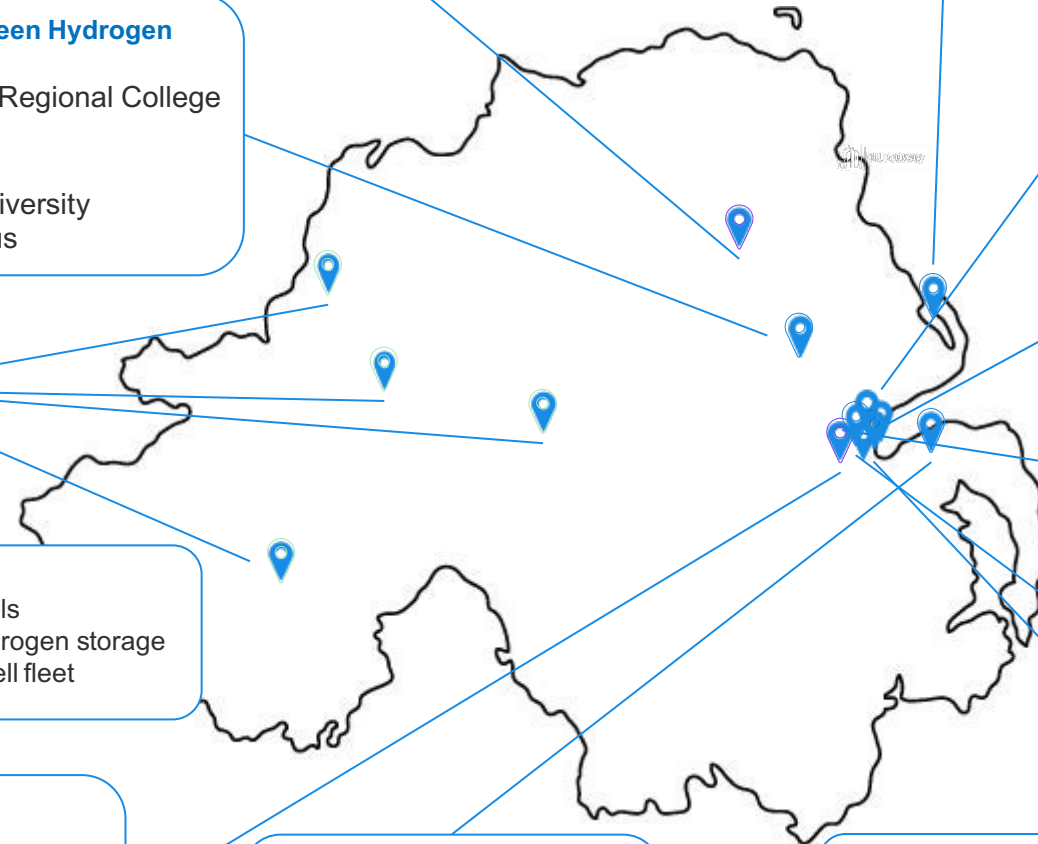 een Hydrogen
Regional College
iversity
us
ls
rogen storage
ell fleet